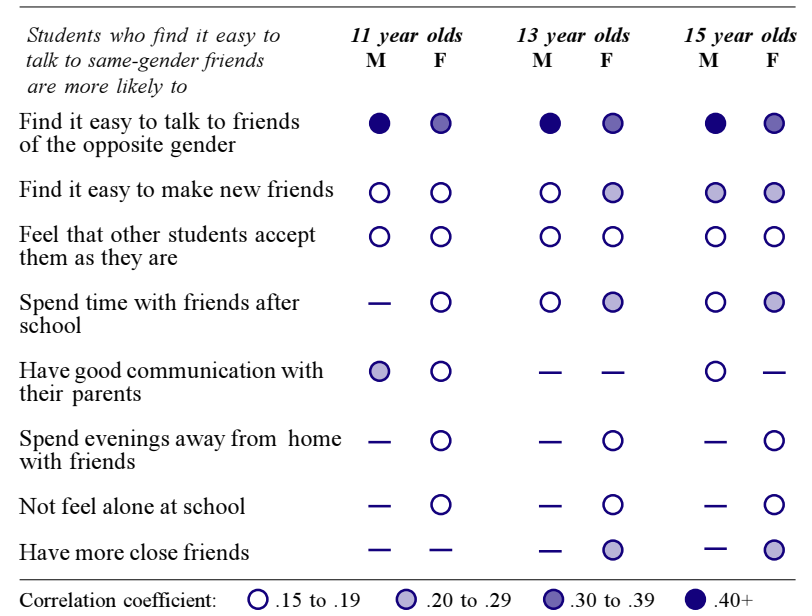 Students who find it easy to 11 year olds 13 year olds 15 year olds
talk to same-gender friends M F M F M F
are more likely to
Find it easy to talk to friends
of the opposite gender
Find it easy to make new friends
Feel that other students accept
them as they are
Spend time with friends after —
school
Have good communication with — — —
their parents
Spend evenings away from home — — —
with friends
Not feel alone at school — — —
Have more close friends — — — —
Correlation coefficient: .15 to .19 .20 to .29 .30 to .39 .40+